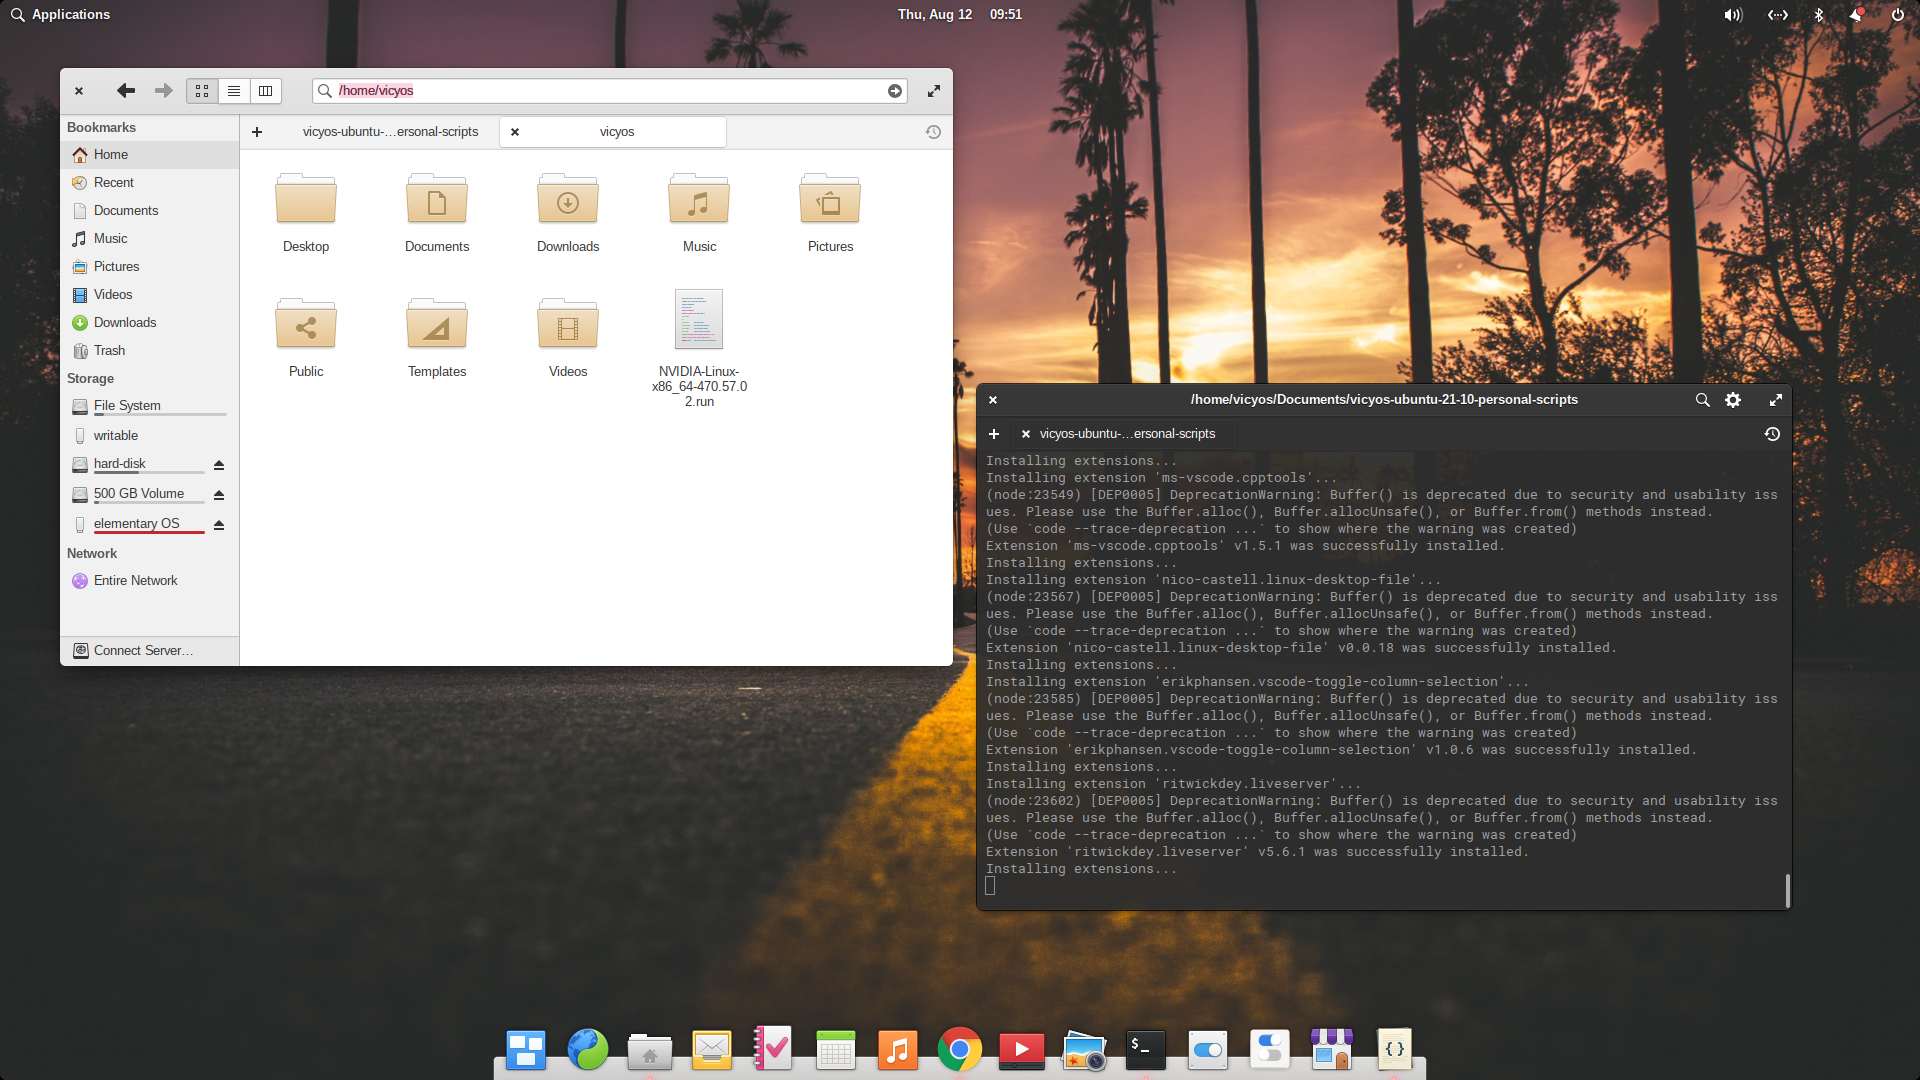 Applications
Thu, Aug 12 09:51
/home/vicyos
vicyos-ubuntu-…ersonal-scripts
vicyos
Bookmarks
Home
Recent
Documents
Music
Pictures
Videos
Downloads
Trash
Storage
File System
writable
hard-disk
500 GB Volume
elementary OS
Network
Entire Network
Connect Server…
Desktop
Documents
Downloads
Music
Pictures
Public
Templates
Videos
NVIDIA-Linux-
x86_64-470.57.0
2.run
/home/vicyos/Documents/vicyos-ubuntu-21-10-personal-scripts
vicyos-ubuntu-…ersonal-scripts
Installing extensions...
Installing extension 'ms-vscode.cpptools'...
(node:23549) [DEP0005] DeprecationWarning: Buffer() is deprecated due to security and usability iss
ues. Please use the Buffer.alloc(), Buffer.allocUnsafe(), or Buffer.from() methods instead.
(Use `code --trace-deprecation ...` to show where the warning was created)
Extension 'ms-vscode.cpptools' v1.5.1 was successfully installed.
Installing extensions...
Installing extension 'nico-castell.linux-desktop-file'...
(node:23567) [DEP0005] DeprecationWarning: Buffer() is deprecated due to security and usability iss
ues. Please use the Buffer.alloc(), Buffer.allocUnsafe(), or Buffer.from() methods instead.
(Use `code --trace-deprecation ...` to show where the warning was created)
Extension 'nico-castell.linux-desktop-file' v0.0.18 was successfully installed.
Installing extensions...
Installing extension 'erikphansen.vscode-toggle-column-selection'...
(node:23585) [DEP0005] DeprecationWarning: Buffer() is deprecated due to security and usability iss
ues. Please use the Buffer.alloc(), Buffer.allocUnsafe(), or Buffer.from() methods instead.
(Use `code --trace-deprecation ...` to show where the warning was created)
Extension 'erikphansen.vscode-toggle-column-selection' v1.0.6 was successfully installed.
Installing extensions...
Installing extension 'ritwickdey.liveserver'...
(node:23602) [DEP0005] DeprecationWarning: Buffer() is deprecated due to security and usability iss
ues. Please use the Buffer.alloc(), Buffer.allocUnsafe(), or Buffer.from() methods instead.
(Use `code --trace-deprecation ...` to show where the warning was created)
Extension 'ritwickdey.liveserver' v5.6.1 was successfully installed.
Installing extensions...
$_
{}